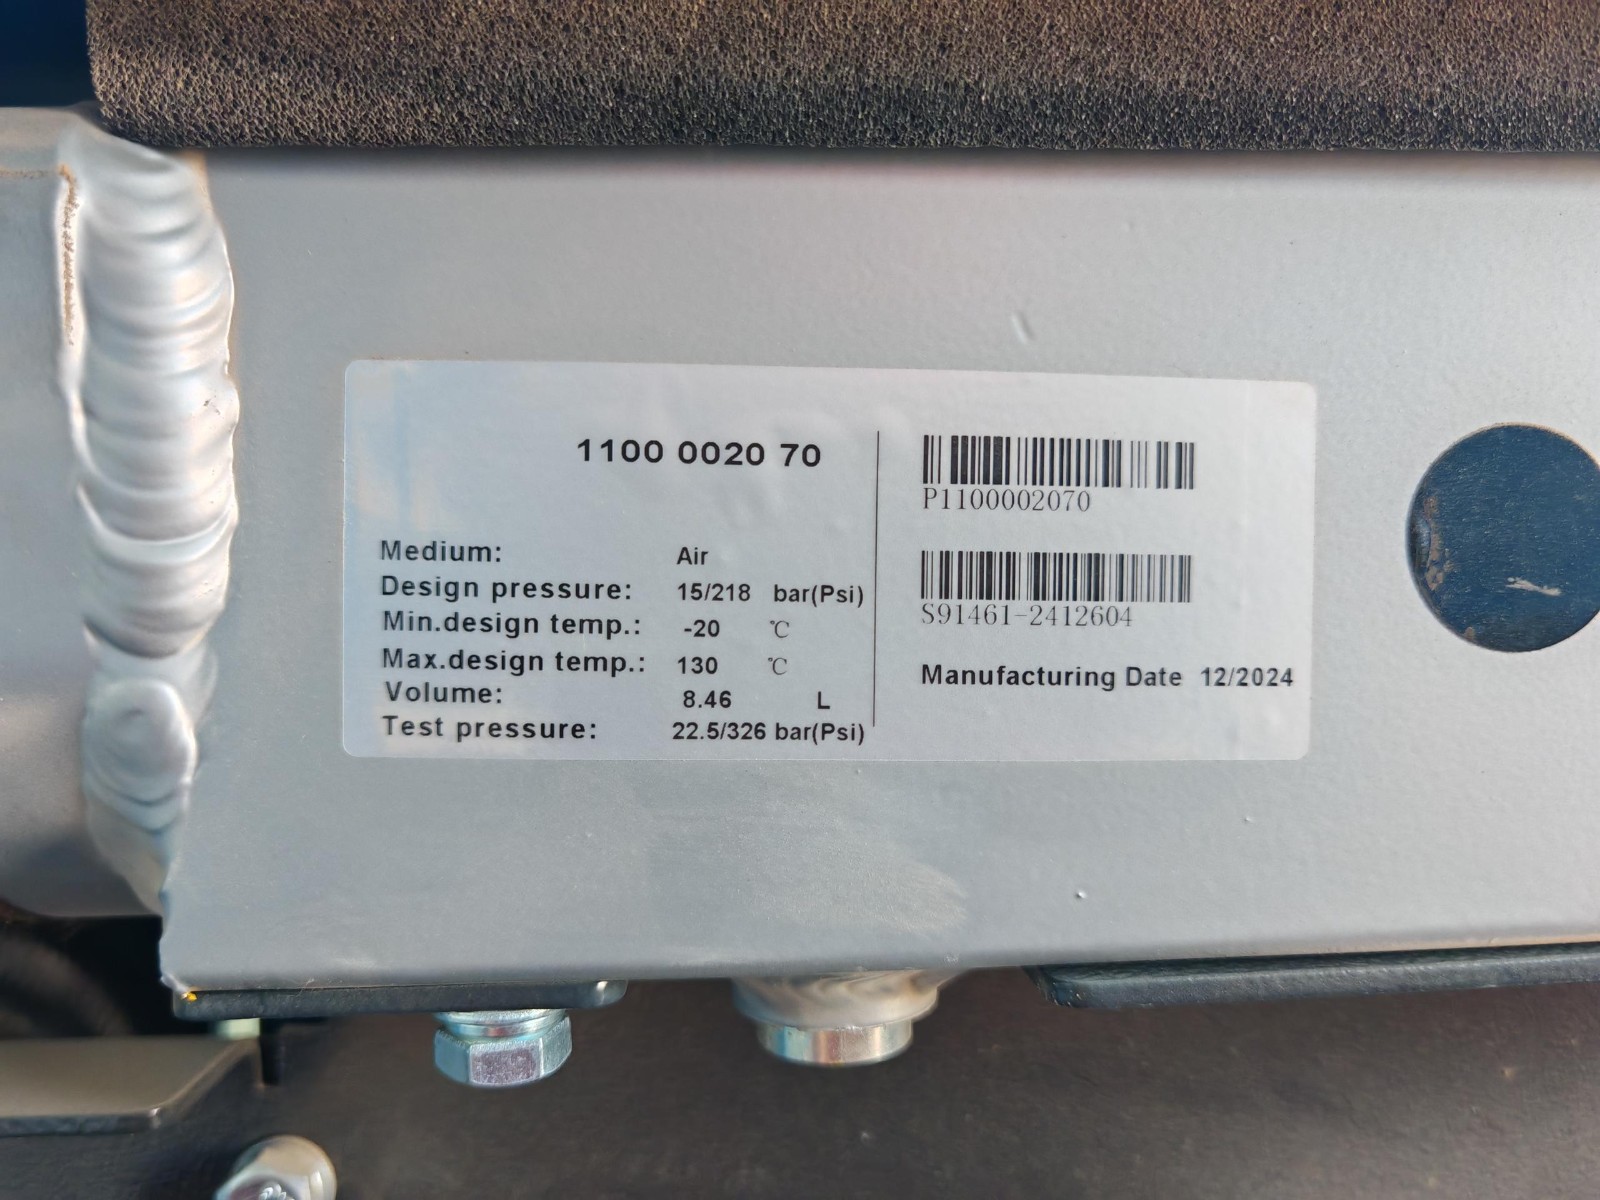 1100 0020 70
Medium: Air
Design pressure: 15/218 bar(Psi)
Min.design temp.: -20 ℃
Max.design temp.: 130 ℃
Volume: 8.46 L
Test pressure: 22.5/326 bar(Psi)
P1100002070
S91461-2412604
Manufacturing Date 12/2024